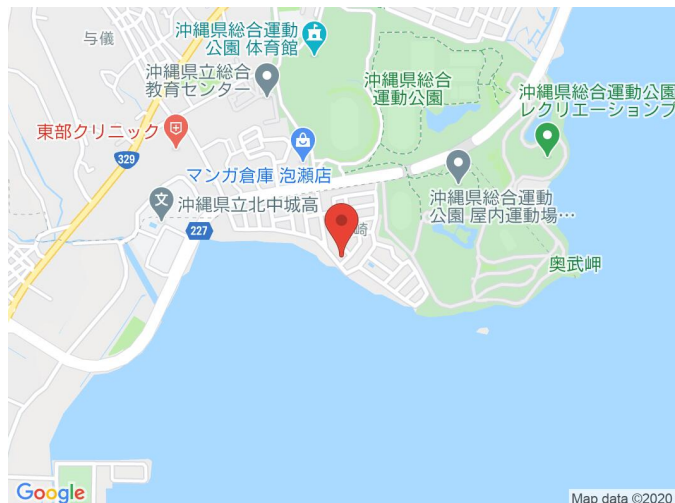 与儀
沖縄県総合運動
公園 体育館
沖縄県立総合
教育センター
沖縄県総合
運動公園
沖縄県総合運動公園
レクリエーションプ
東部クリニック
329
マンガ倉庫 泡瀬店
沖縄県総合運動
公園 屋内運動場…
沖縄県立北中城高
227
崎
奥武岬
Google
Map data ©2020